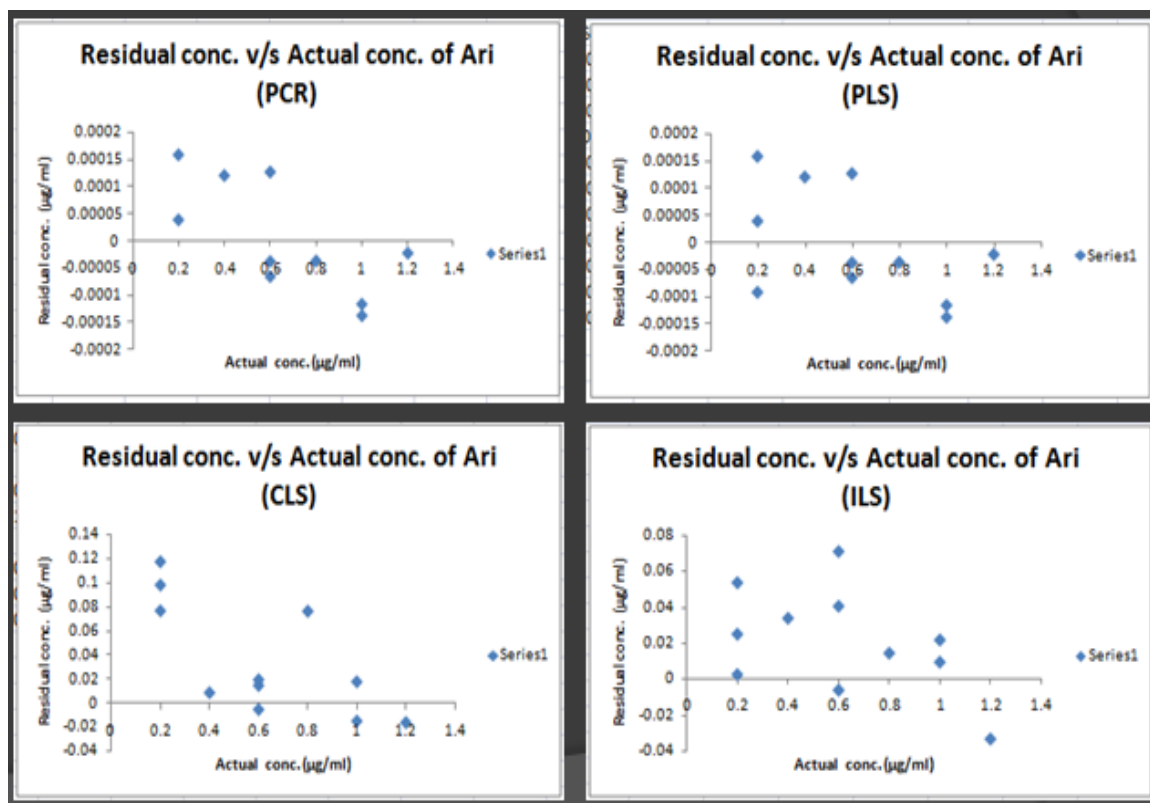 Residual conc. v/s Actual conc. of Ari
(PCR)
0.0002
0.00015
0.0001
0.00005
0
-0.00005
-0.0001
-0.00015
-0.0002
0 0.2 0.4 0.6 0.8 1 1.2 1.4
Residual conc. (µg/ml)
Actual conc.(µg/ml)
Series1
Residual conc. v/s Actual conc. of Ari
(PLS)
0.0002
0.00015
0.0001
0.00005
0
-0.00005
-0.0001
-0.00015
-0.0002
0 0.2 0.4 0.6 0.8 1 1.2 1.4
Residual conc. (µg/ml)
Actual conc.(µg/ml)
Series1
Residual conc. v/s Actual conc. of Ari
(CLS)
0.14
0.12
0.1
0.08
0.06
0.04
0.02
0
-0.02
-0.04
0 0.2 0.4 0.6 0.8 1 1.2 1.4
Residual conc. (µg/ml)
Actual conc.(µg/ml)
Series1
Residual conc. v/s Actual conc. of Ari
(ILS)
0.08
0.06
0.04
0.02
0
-0.02
-0.04
0 0.2 0.4 0.6 0.8 1 1.2 1.4
Residual conc. (µg/ml)
Actual conc.(µg/ml)
Series1